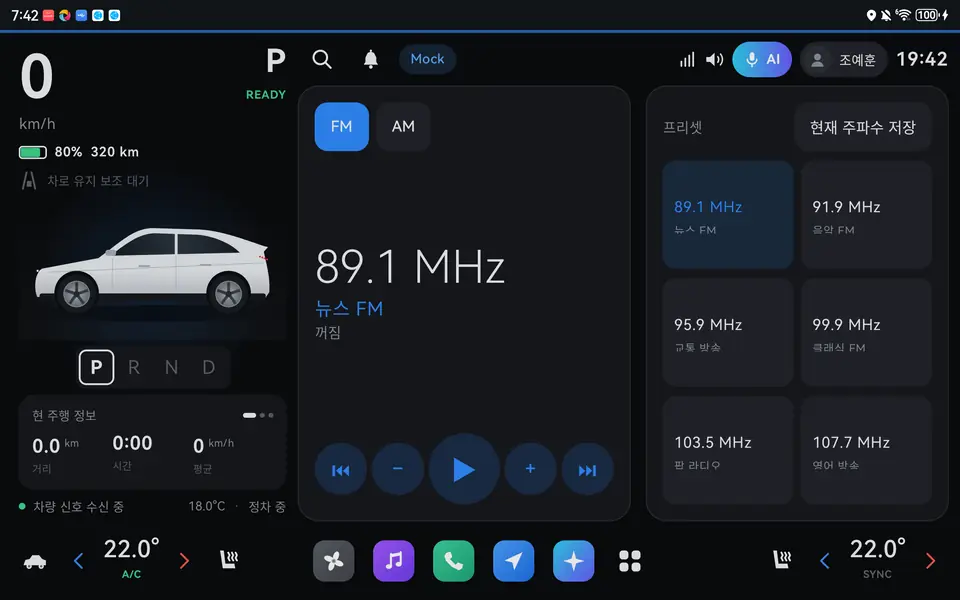 7:42
100
0
P
READY
km/h
80% 320 km
차로 유지 보조 대기
P R N D
현 주행 정보
0.0 km
거리
0:00
시간
0 km/h
평균
차량 신호 수신 중
18.0°C · 정차 중
Mock
AI
조예훈
19:42
FM
AM
89.1 MHz
뉴스 FM
꺼짐
프리셋
현재 주파수 저장
89.1 MHz
뉴스 FM
91.9 MHz
음악 FM
95.9 MHz
교통 방송
99.9 MHz
클래식 FM
103.5 MHz
팝 라디오
107.7 MHz
영어 방송
22.0°
A/C
22.0°
SYNC